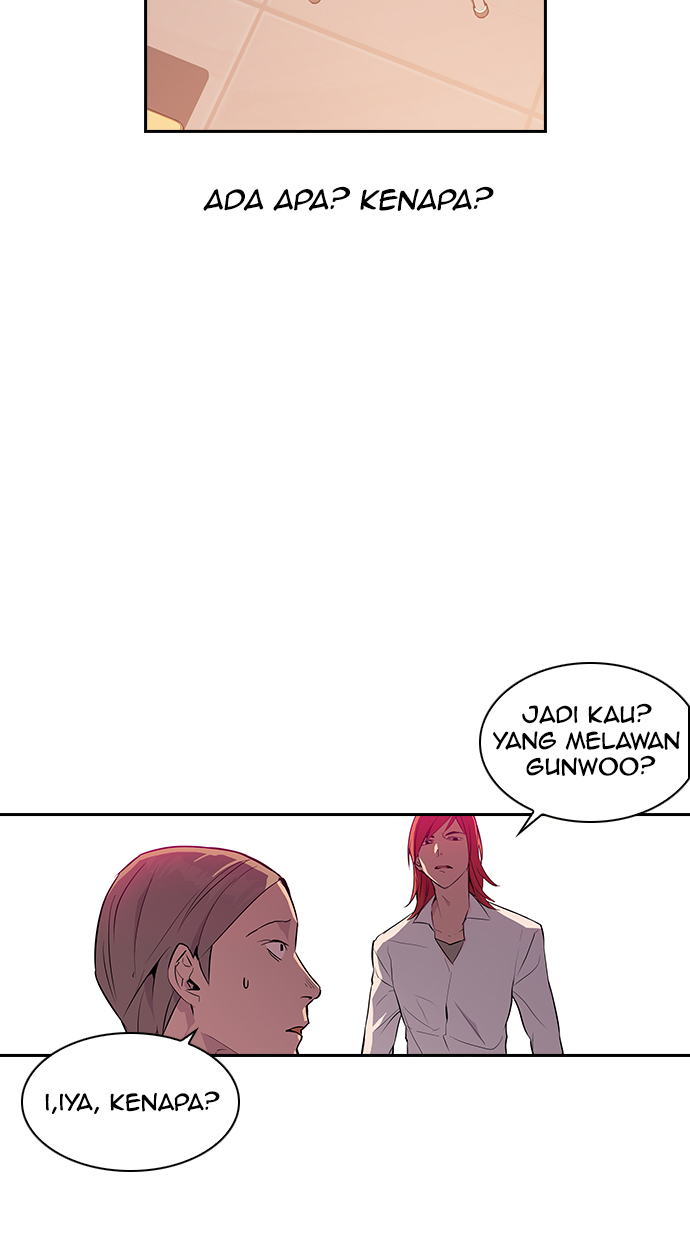 ADA APA? KENAPA?
JADI KAU?
YANG MELAWAN
GUNWOO?
I,IYA, KENAPA?